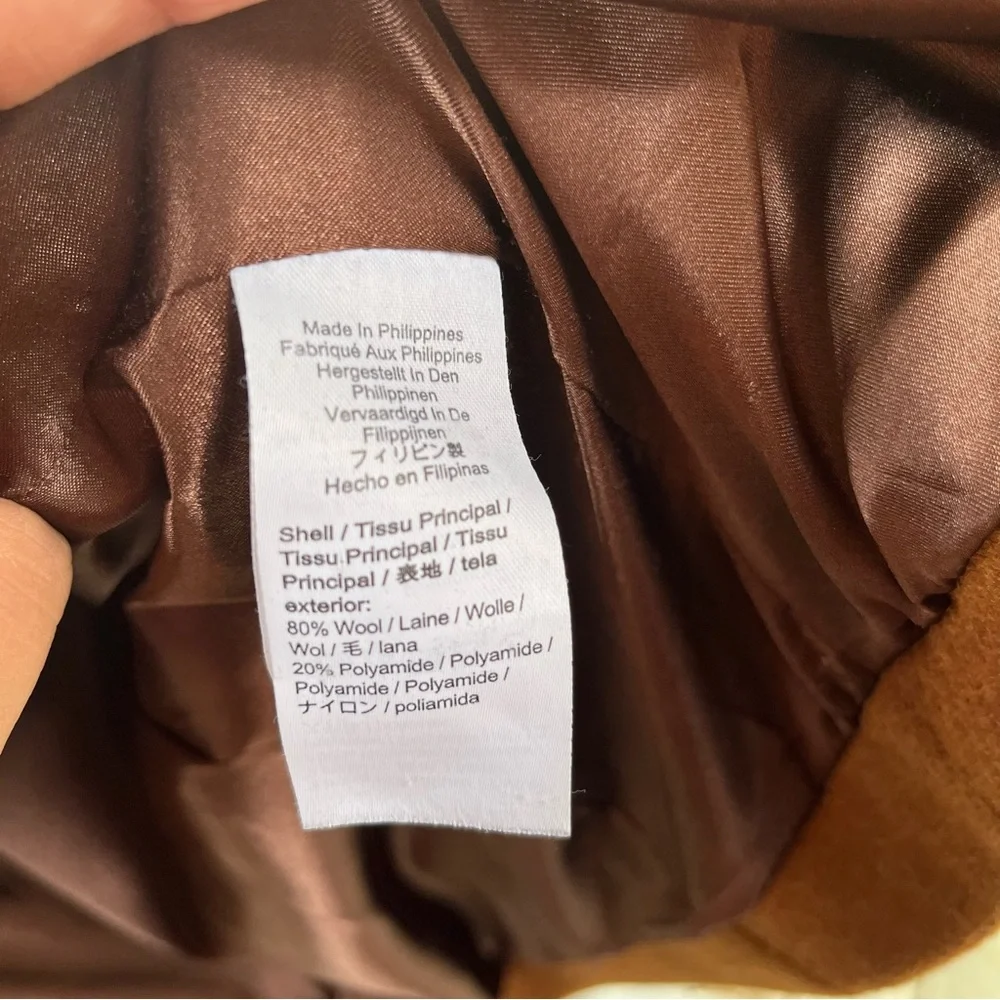 Made In Philippines
Fabriqué Aux Philippines
Hergestellt In Den
Philippinen
Vervaardigd In De
Filippijnen
フィリピン製
Hecho en Filipinas
Shell / Tissu Principal /
Tissu Principal / Tissu
Principal / 表地 / tela
exterior:
80% Wool / Laine / Wolle /
Wol / 毛 / lana
20% Polyamide / Polyamide /
Polyamide / Polyamide /
ナイロン / poliamida